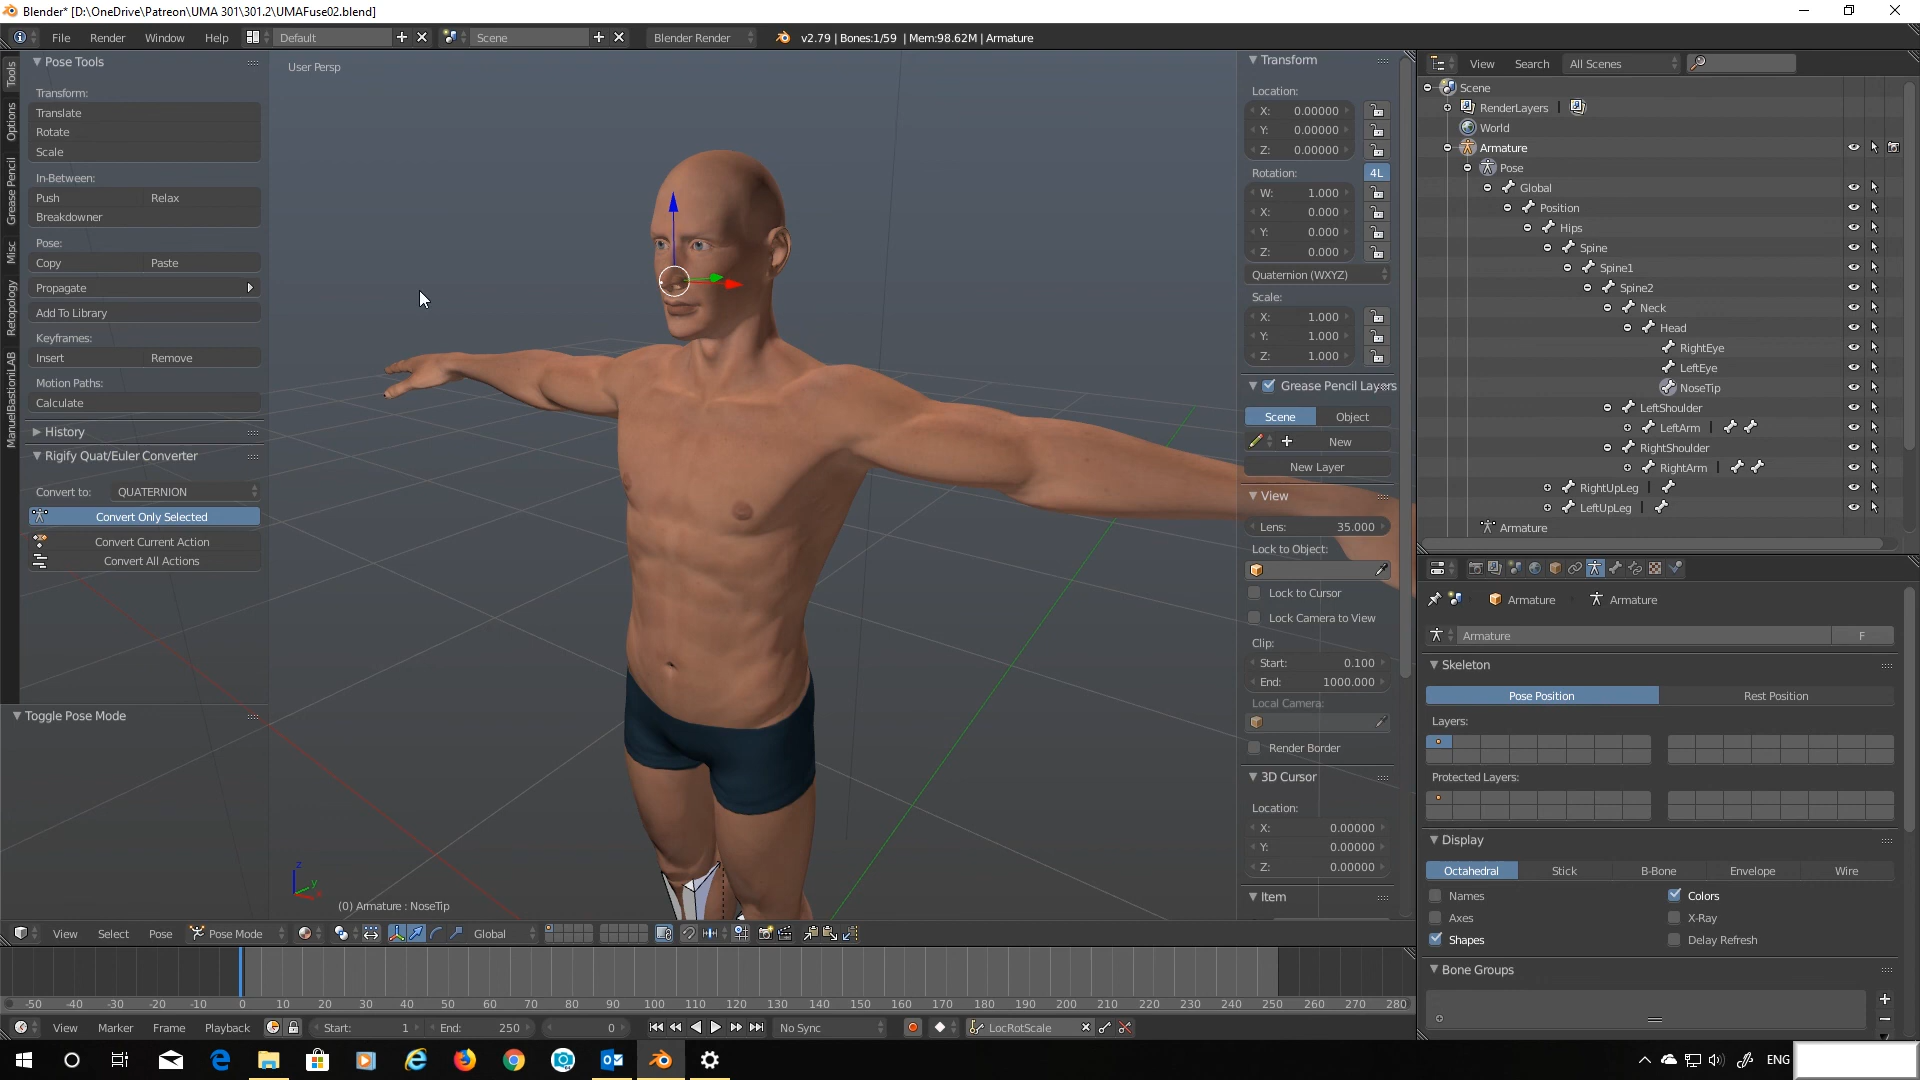 Blender* [D:\OneDrive\Patreon\UMA 301\301.2\UMAFuse02.blend]
File Render Window Help Default Scene Blender Render v2.79 | Bones:1/59 | Mem:98.62M | Armature
Tools
Options
Grease Pencil
Misc
Retopology
ManuelBastioniLAB
Pose Tools
Transform:
Translate
Rotate
Scale
In-Between:
Push Relax
Breakdowner
Pose:
Copy Paste
Propagate
Add To Library
Keyframes:
Insert Remove
Motion Paths:
Calculate
History
Rigify Quat/Euler Converter
Convert to: QUATERNION
Convert Only Selected
Convert Current Action
Convert All Actions
Toggle Pose Mode
User Persp
z
y
(0) Armature : NoseTip
Transform
Location:
X: 0.00000
Y: 0.00000
Z: 0.00000
Rotation: 4L
W: 1.000
X: 0.000
Y: 0.000
Z: 0.000
Quaternion (WXYZ)
Scale:
X: 1.000
Y: 1.000
Z: 1.000
Grease Pencil Layers
Scene Object
New
New Layer
View
Lens: 35.000
Lock to Object:
Lock to Cursor
Lock Camera to View
Clip:
Start: 0.100
End: 1000.000
Local Camera:
Render Border
3D Cursor
Location:
X: 0.00000
Y: 0.00000
Z: 0.00000
Item
View Search All Scenes
Scene
RenderLayers
World
Armature
Pose
Global
Position
Hips
Spine
Spine1
Spine2
Neck
Head
RightEye
LeftEye
NoseTip
LeftShoulder
LeftArm
RightShoulder
RightArm
RightUpLeg
LeftUpLeg
Armature
Armature Armature
Armature F
Skeleton
Pose Position Rest Position
Layers:
Protected Layers:
Display
Octahedral Stick B-Bone Envelope Wire
Names Colors
Axes X-Ray
Shapes Delay Refresh
Bone Groups
View Select Pose Pose Mode Global
-50 -40 -30 -20 -10 0 10 20 30 40 50 60 70 80 90 100 110 120 130 140 150 160 170 180 190 200 210 220 230 240 250 260 270 280
View Marker Frame Playback Start: 1 End: 250 0 No Sync LocRotScale
ENG